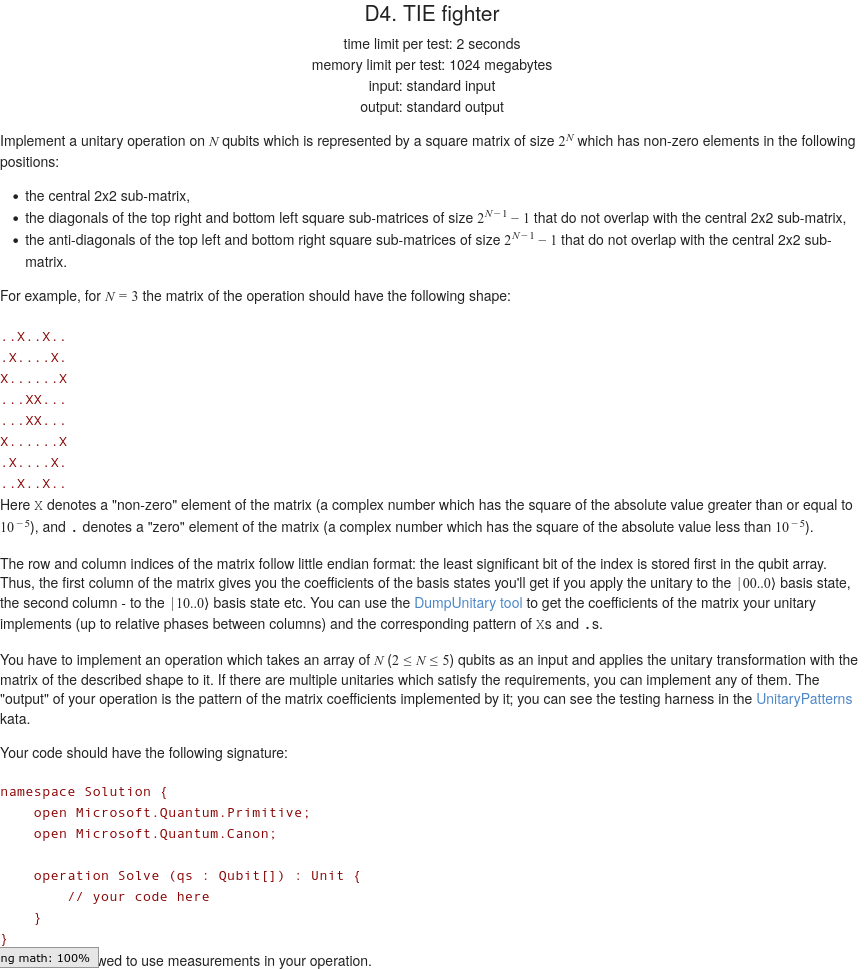 D4. TIE fighter
time limit per test: 2 seconds
memory limit per test: 1024 megabytes
input: standard input
output: standard output
Implement a unitary operation on N qubits which is represented by a square matrix of size 2^N which has non-zero elements in the following
positions:
• the central 2x2 sub-matrix,
• the diagonals of the top right and bottom left square sub-matrices of size 2^{N−1} − 1 that do not overlap with the central 2x2 sub-matrix,
• the anti-diagonals of the top left and bottom right square sub-matrices of size 2^{N−1} − 1 that do not overlap with the central 2x2 sub-
matrix.
For example, for N = 3 the matrix of the operation should have the following shape:
..X..X..
.X....X.
X......X
...XX...
...XX...
X......X
.X....X.
..X..X..
Here X denotes a "non-zero" element of the matrix (a complex number which has the square of the absolute value greater than or equal to
10^{−5}), and . denotes a "zero" element of the matrix (a complex number which has the square of the absolute value less than 10^{−5}).
The row and column indices of the matrix follow little endian format: the least significant bit of the index is stored first in the qubit array.
Thus, the first column of the matrix gives you the coefficients of the basis states you'll get if you apply the unitary to the |00..0⟩ basis state,
the second column - to the |10..0⟩ basis state etc. You can use the DumpUnitary tool to get the coefficients of the matrix your unitary
implements (up to relative phases between columns) and the corresponding pattern of Xs and .s.
You have to implement an operation which takes an array of N (2 ≤ N ≤ 5) qubits as an input and applies the unitary transformation with the
matrix of the described shape to it. If there are multiple unitaries which satisfy the requirements, you can implement any of them. The
"output" of your operation is the pattern of the matrix coefficients implemented by it; you can see the testing harness in the UnitaryPatterns
kata.
Your code should have the following signature:
namespace Solution {
    open Microsoft.Quantum.Primitive;
    open Microsoft.Quantum.Canon;

    operation Solve (qs : Qubit[]) : Unit {
        // your code here
    }
}
ng math: 100% wed to use measurements in your operation.